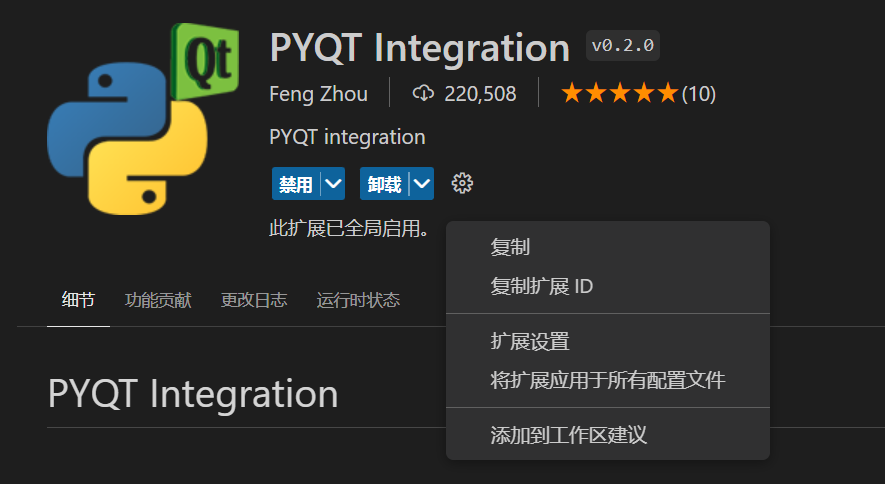 Qt
PYQT Integration v0.2.0
Feng Zhou 220,508 (10)
PYQT integration
禁用 卸载
此扩展已全局启用。
复制
复制扩展 ID
扩展设置
将扩展应用于所有配置文件
添加到工作区建议
细节 功能贡献 更改日志 运行时状态
PYQT Integration